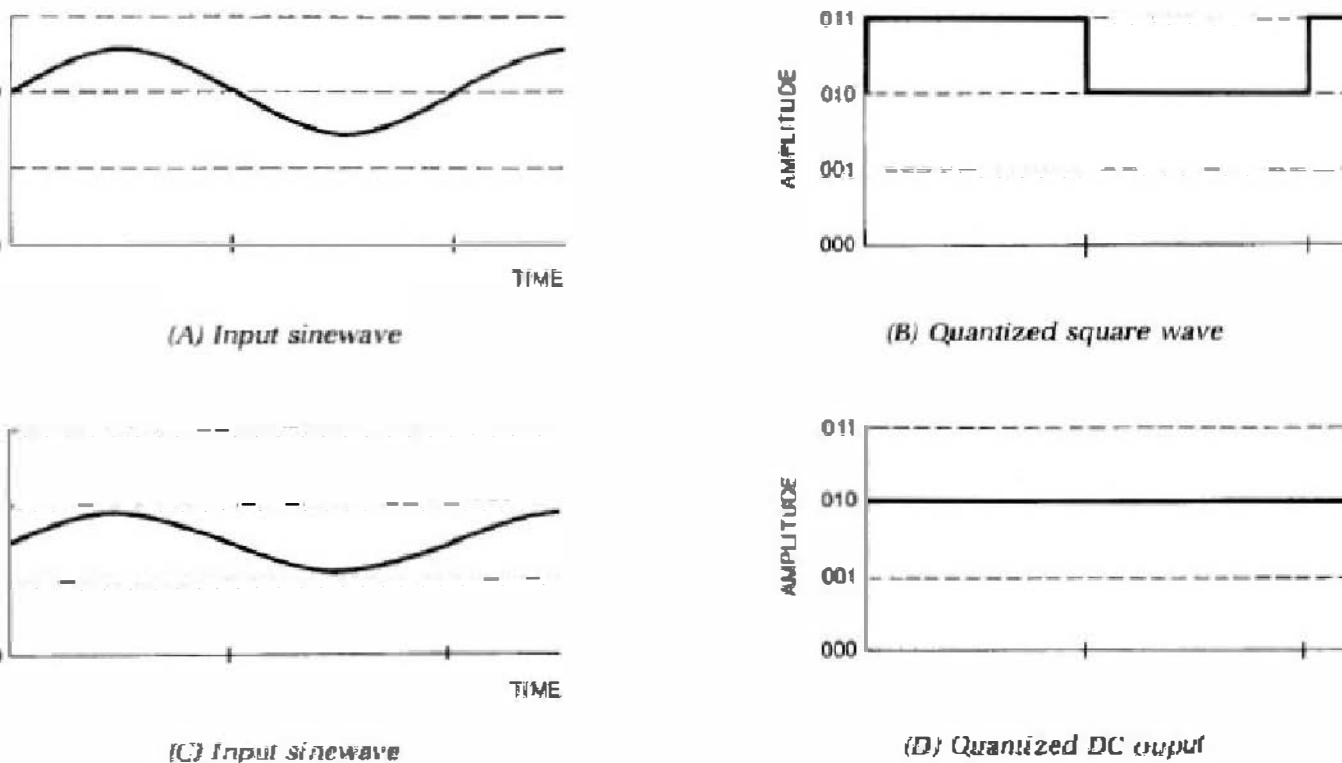 011
010
001
000
AMPLITUDE
TIME
(A) Input sinewave
(B) Quantized square wave
011
010
001
000
AMPLITUDE
TIME
(C) Input sinewave
(D) Quantized DC ouput